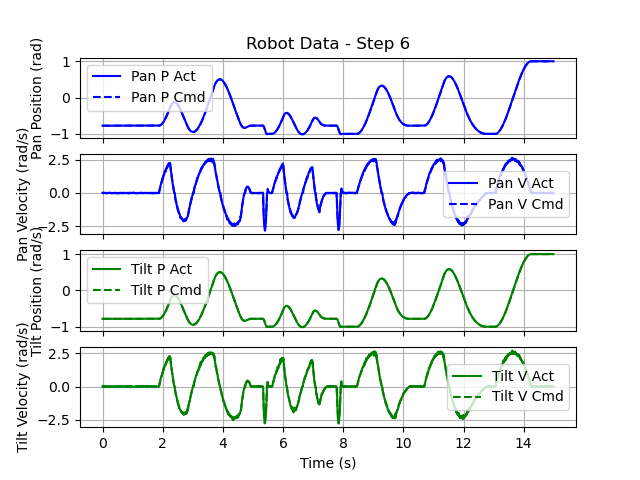 Robot Data - Step 6
Pan Position (rad)
1
0
−1
Pan P Act
Pan P Cmd
Pan Velocity (rad/s)
2.5
0.0
−2.5
Pan V Act
Pan V Cmd
Tilt Position (rad/s)
1
0
−1
Tilt P Act
Tilt P Cmd
Tilt Velocity (rad/s)
2.5
0.0
−2.5
Tilt V Act
Tilt V Cmd
0 2 4 6 8 10 12 14
Time (s)